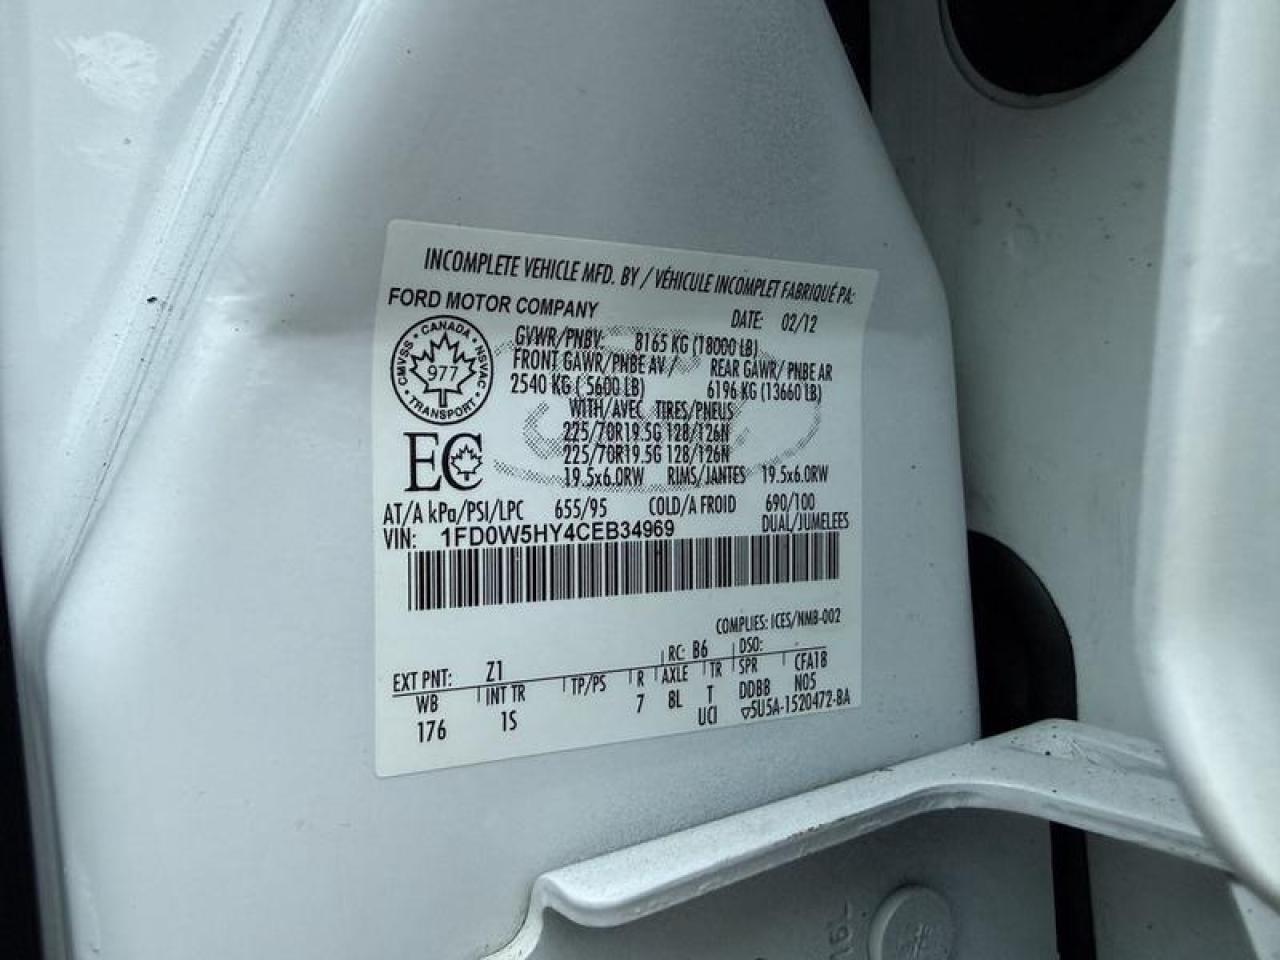 INCOMPLETE VEHICLE MFD. BY / VÉHICULE INCOMPLET FABRIQUÉ PA:
FORD MOTOR COMPANY
DATE: 02/12
GVWR/PNBV: 8165 KG (18000 LB)
FRONT GAWR/PNBE AV / REAR GAWR/ PNBE AR
2540 KG ( 5600 LB) 6196 KG (13660 LB)
WITH/AVEC TIRES/PNEUS
225/70R19.5G 128/126N
225/70R19.5G 128/126N
19.5x6.0RW RIMS/JANTES 19.5x6.0RW
CANADA
CMVSS 977 NSVAC
TRANSPORT
EC
AT/A kPa/PSI/LPC 655/95 COLD/A FROID 690/100
VIN: 1FD0W5HY4CEB34969 DUAL/JUMELEES
COMPLIES: ICES/NMB-002
EXT PNT: Z1 RC: B6 DSO:
WB INT TR TP/PS R AXLE TR SPR CFA18
176 1S 7 8L T DDBB N05
UCI ▽5U5A-1520472-BA